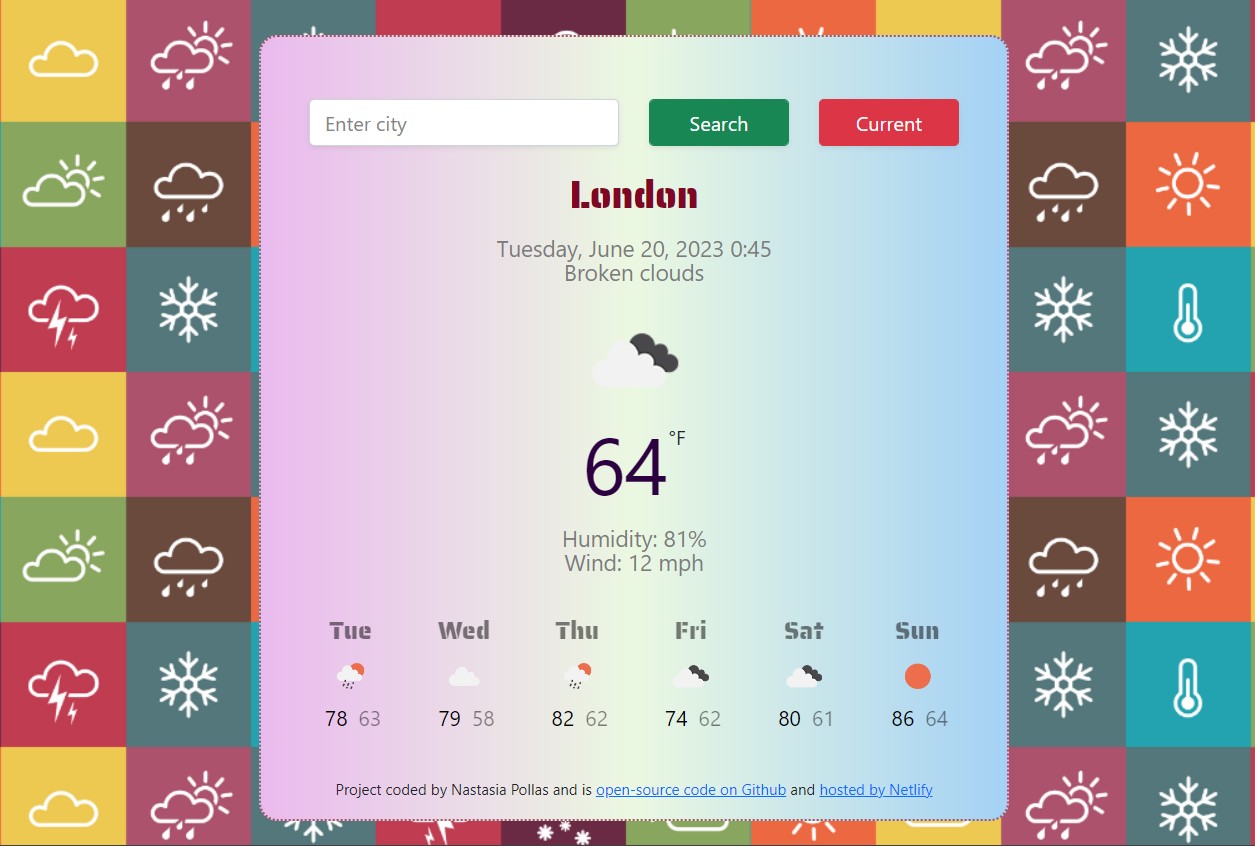 Enter city Search Current
London
Tuesday, June 20, 2023 0:45
Broken clouds
64 °F
Humidity: 81%
Wind: 12 mph
Tue Wed Thu Fri Sat Sun
78 63 79 58 82 62 74 62 80 61 86 64
Project coded by Nastasia Pollas and is open-source code on Github and hosted by Netlify